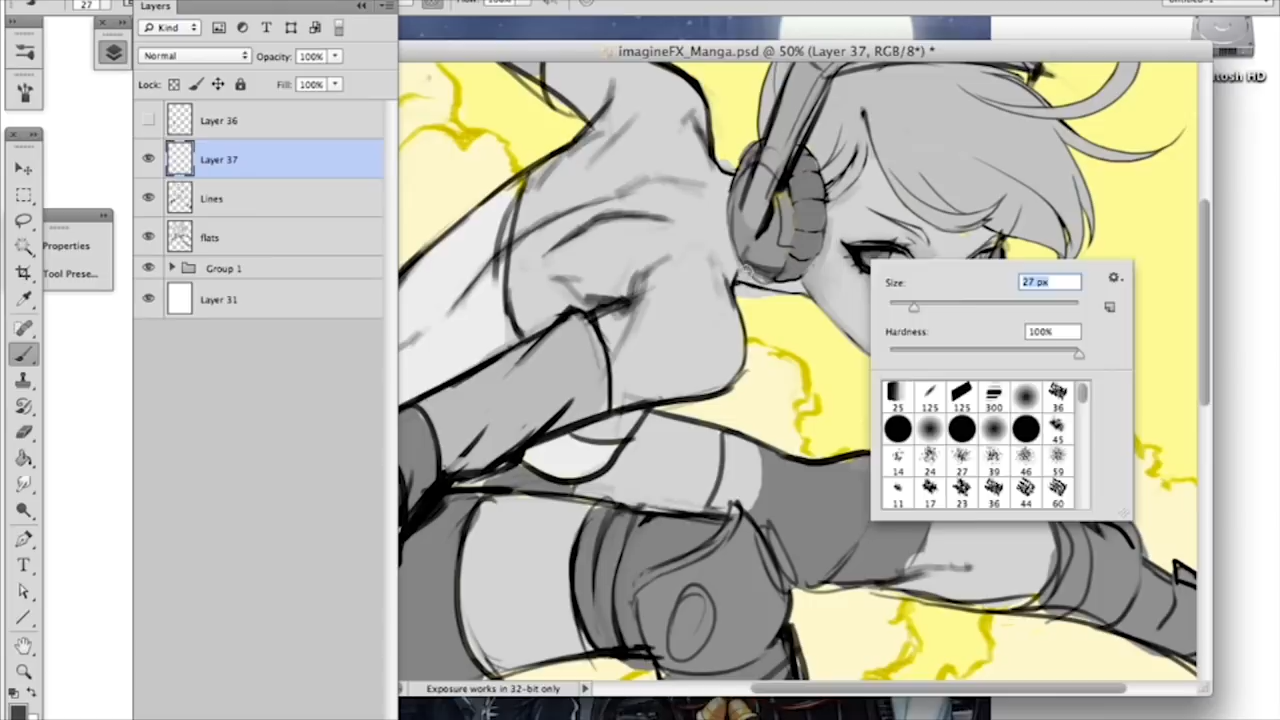 27
Layers
Kind
Normal
Opacity: 100%
Lock:
Fill: 100%
Layer 36
Layer 37
Lines
flats
Group 1
Layer 31
Properties
Tool Prese...
imagineFX_Manga.psd @ 50% (Layer 37, RGB/8*) *
Size:
27 px
Hardness:
100%
25 125 125 300 36
45
14 24 27 39 46 59
11 17 23 36 44 60
Exposure works in 32-bit only
tosh HD